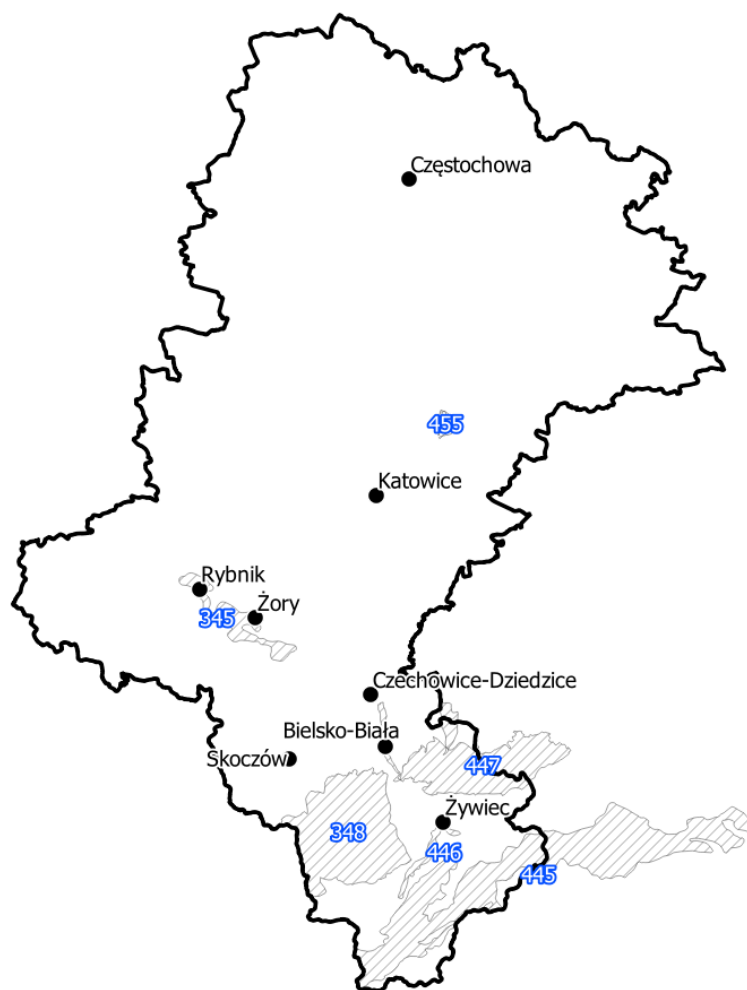 Częstochowa
455
Katowice
Rybnik
345
Żory
Czechowice-Dziedzice
Bielsko-Biała
Skoczów
447
Żywiec
348
446
445